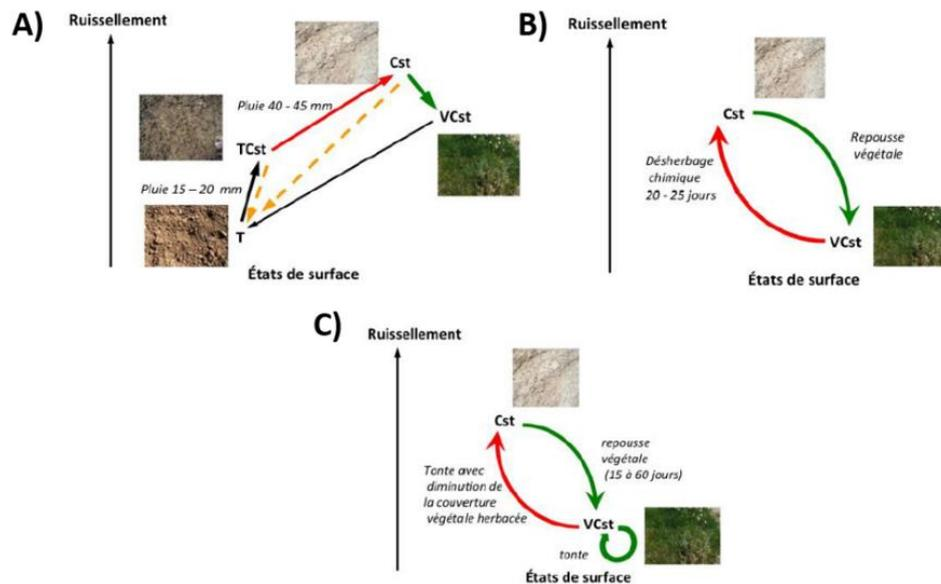 A)
Ruissellement
Cst
Pluie 40 - 45 mm
VCst
TCst
Pluie 15 – 20 mm
T
États de surface
B)
Ruissellement
Cst
Repousse
végétale
Désherbage
chimique
20 - 25 jours
VCst
États de surface
C)
Ruissellement
Cst
repousse
végétale
(15 à 60 jours)
Tonte avec
diminution de
la couverture
végétale herbacée
VCst
tonte
États de surface